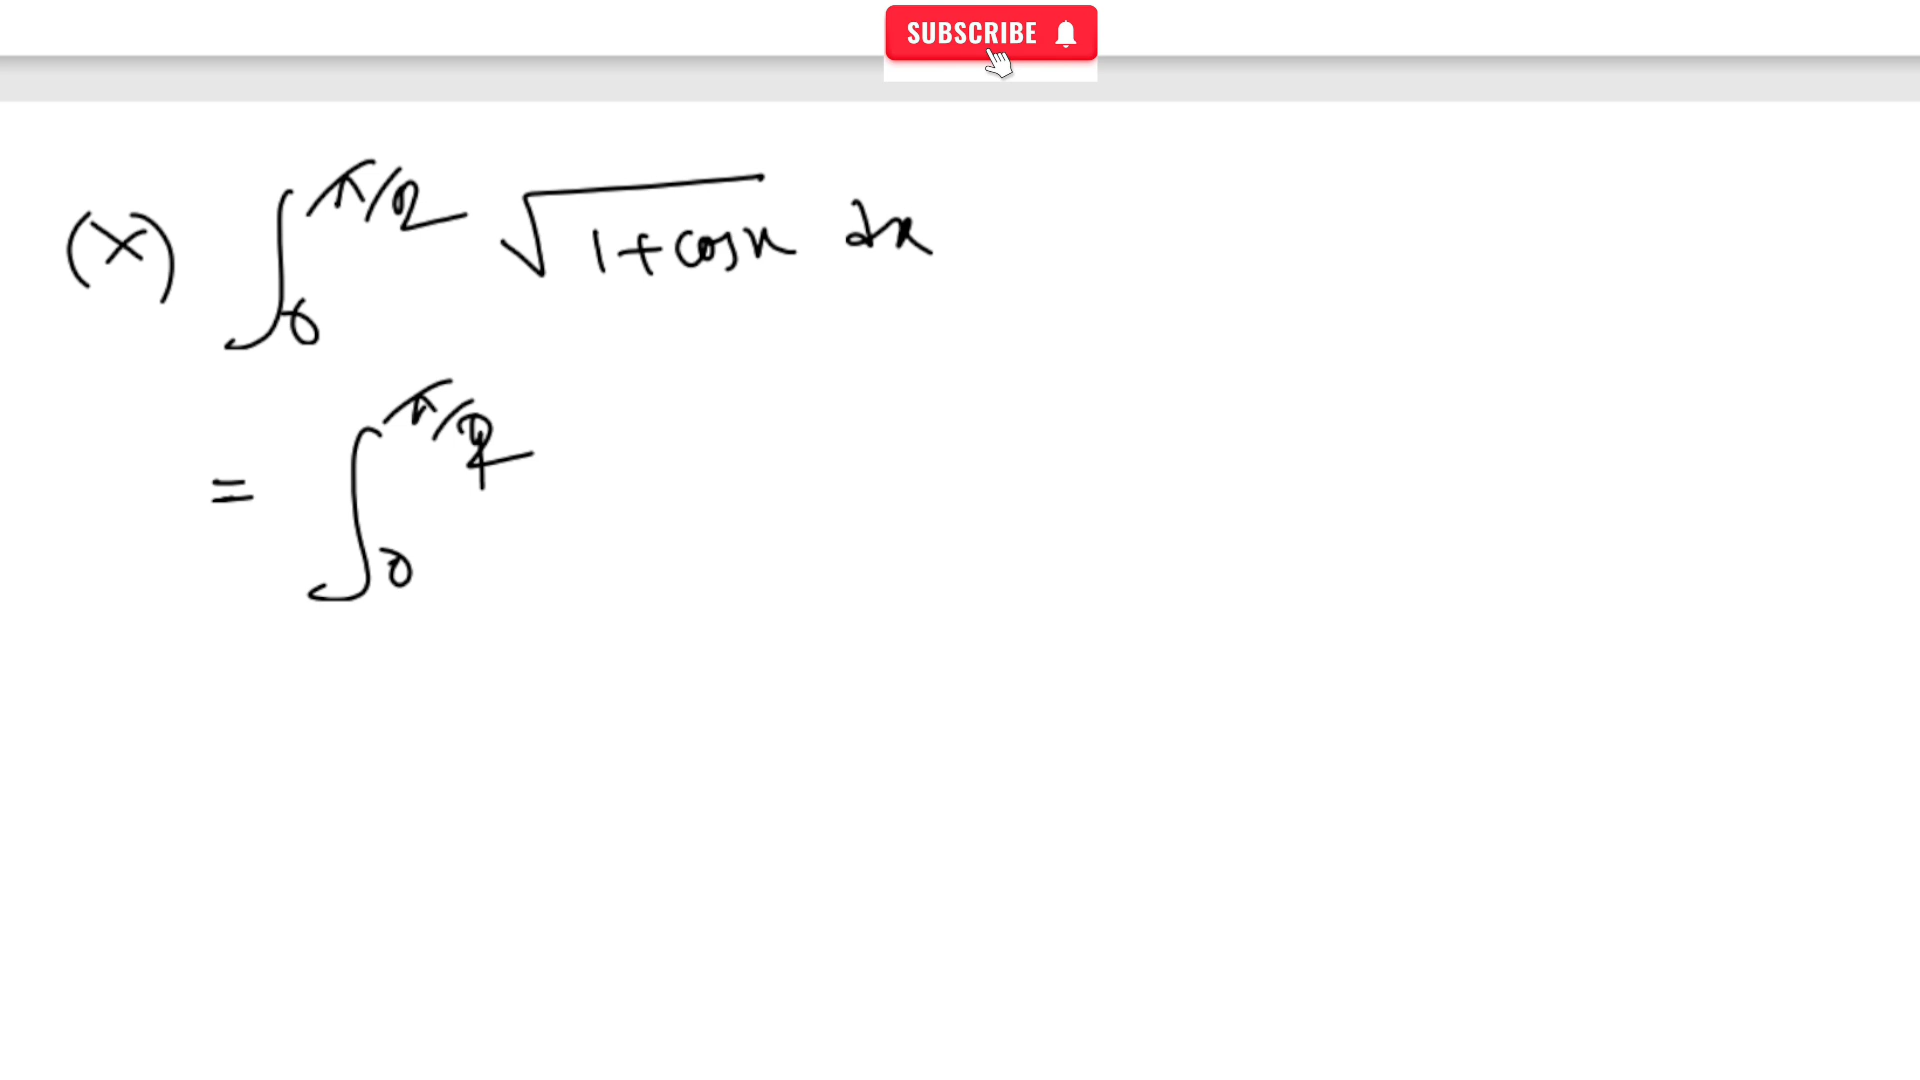 SUBSCRIBE
(x) ∫₀^{π/2} √(1+cosx) dx
= ∫₀^{π/2}